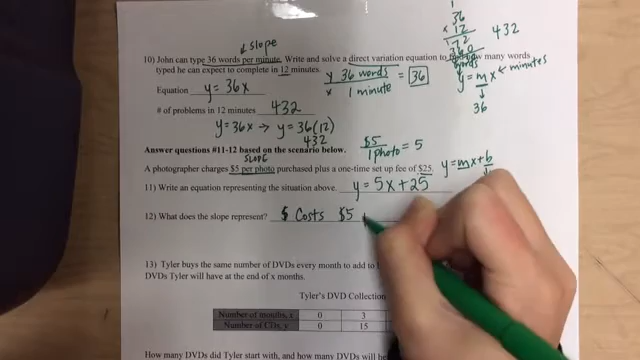 ↓ slope
36
x 12
72
360
432
10) John can type 36 words per minute. Write and solve a direct variation equation to find how many words
typed he can expect to complete in 12 minutes.
y 36 words = 36
x 1 minute
words
y = mx ← minutes
↓
36
Equation y = 36x
# of problems in 12 minutes 432
y = 36x → y = 36(12)
432
$5
1 photo = 5
Answer questions #11-12 based on the scenario below.
SLOPE
A photographer charges $5 per photo purchased plus a one-time set up fee of $25.
y = mx + b
↓
11) Write an equation representing the situation above. y = 5x + 25
12) What does the slope represent? $ Costs $5
13) Tyler buys the same number of DVDs every month to add to
DVDs Tyler will have at the end of x months.
Tyler's DVD Collection
Number of months, x 0 3
Number of CDs, y 0 15
How many DVDs did Tyler start with, and how many DVDs will he